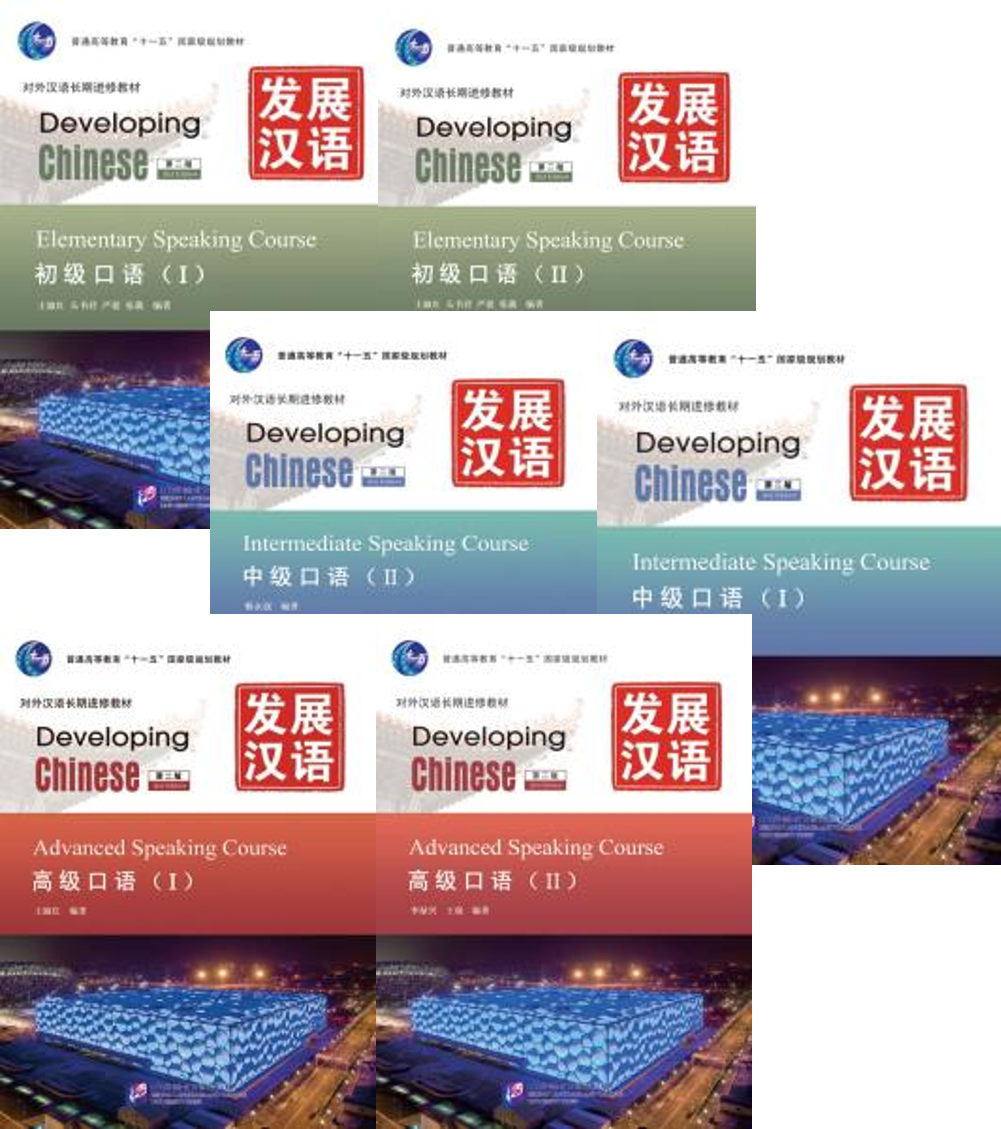 普通高等教育“十一五”国家级规划教材
对外汉语长期进修教材
发展
汉语
Developing
Chinese
第二版
Elementary Speaking Course
初级口语(I)
编著
普通高等教育“十一五”国家级规划教材
对外汉语长期进修教材
发展
汉语
Developing
Chinese
第二版
Elementary Speaking Course
初级口语(II)
编著
普通高等教育“十一五”国家级规划教材
对外汉语长期进修教材
发展
汉语
Developing
Chinese
第二版
Intermediate Speaking Course
中级口语(II)
编著
普通高等教育“十一五”国家级规划教材
对外汉语长期进修教材
发展
汉语
Developing
Chinese
第二版
Intermediate Speaking Course
中级口语(I)
普通高等教育“十一五”国家级规划教材
对外汉语长期进修教材
发展
汉语
Developing
Chinese
第二版
Advanced Speaking Course
高级口语(I)
编著
普通高等教育“十一五”国家级规划教材
对外汉语长期进修教材
发展
汉语
Developing
Chinese
第二版
Advanced Speaking Course
高级口语(II)
编著